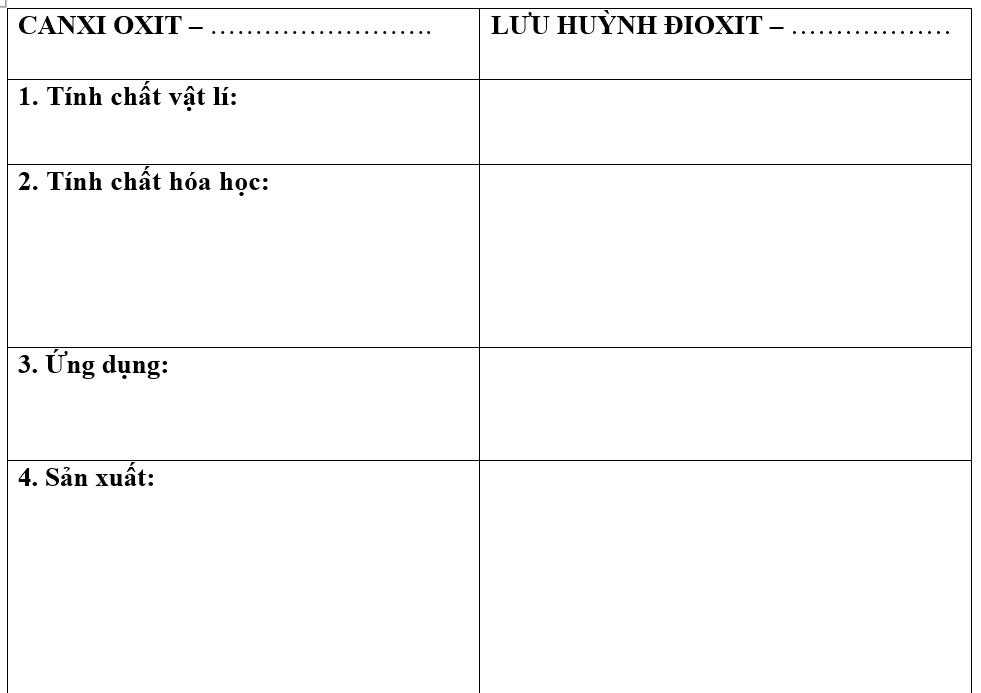 CANXI OXIT – …………………….
LƯU HUỲNH ĐIOXIT – ………………
1. Tính chất vật lí:
2. Tính chất hóa học:
3. Ứng dụng:
4. Sản xuất: